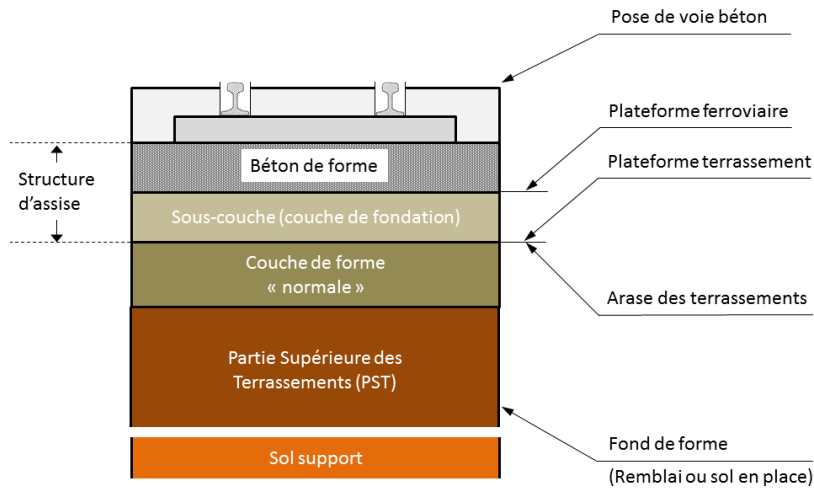 Pose de voie béton
Plateforme ferroviaire
Plateforme terrassement
Béton de forme
Structure
d'assise
Sous-couche (couche de fondation)
Couche de forme
« normale »
Arase des terrassements
Partie Supérieure des
Terrassements (PST)
Fond de forme
(Remblai ou sol en place)
Sol support